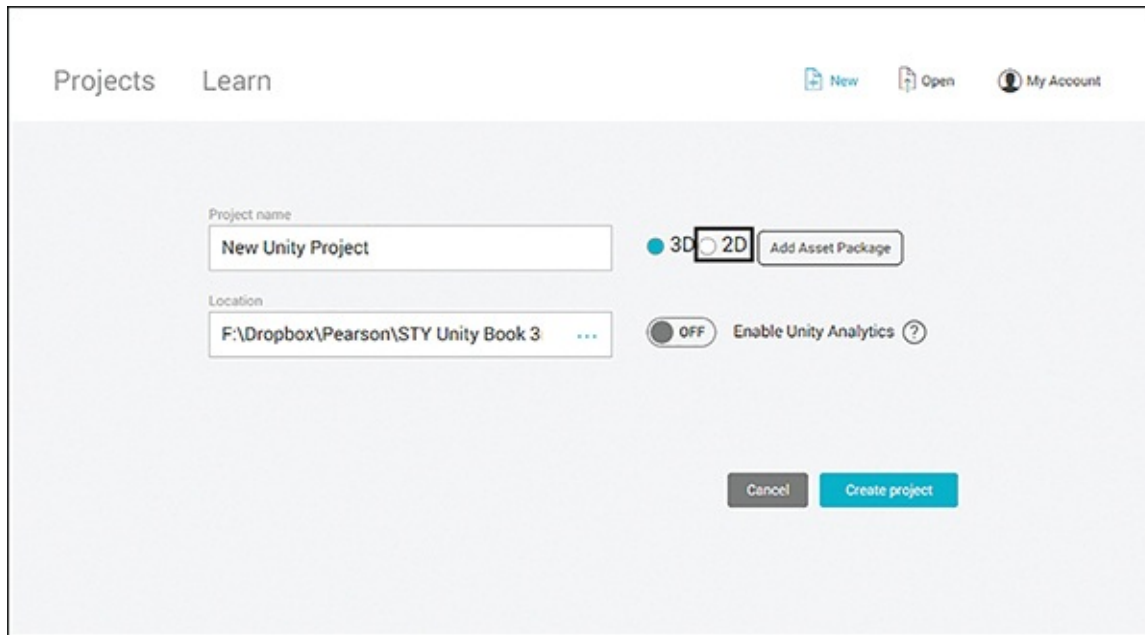 Projects Learn New Open My Account
Project name
New Unity Project 3D 2D Add Asset Package
Location
F:\Dropbox\Pearson\STY Unity Book 3 ... OFF Enable Unity Analytics ?
Cancel Create project